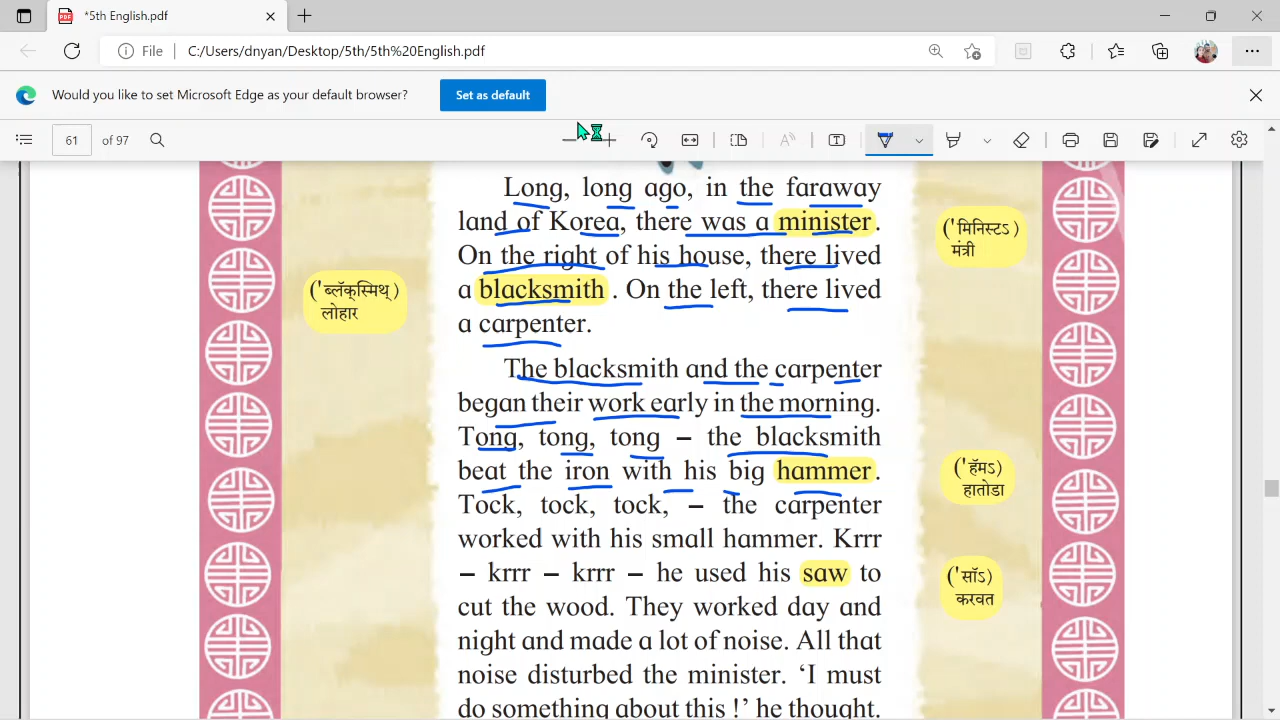 *5th English.pdf
File
C:/Users/dnyan/Desktop/5th/5th%20English.pdf
Would you like to set Microsoft Edge as your default browser?
Set as default
61
of 97
Long, long ago, in the faraway
land of Korea, there was a minister.
On the right of his house, there lived
a blacksmith . On the left, there lived
a carpenter.
The blacksmith and the carpenter
began their work early in the morning.
Tong, tong, tong – the blacksmith
beat the iron with his big hammer.
Tock, tock, tock, – the carpenter
worked with his small hammer. Krrr
– krrr – krrr – he used his saw to
cut the wood. They worked day and
night and made a lot of noise. All that
noise disturbed the minister. ‘I must
do something about this !’ he thought.
('ब्लॅक्स्मिथ्)
लोहार
('मिनिस्टऽ)
मंत्री
('हॅमऽ)
हातोडा
('सॉऽ)
करवत